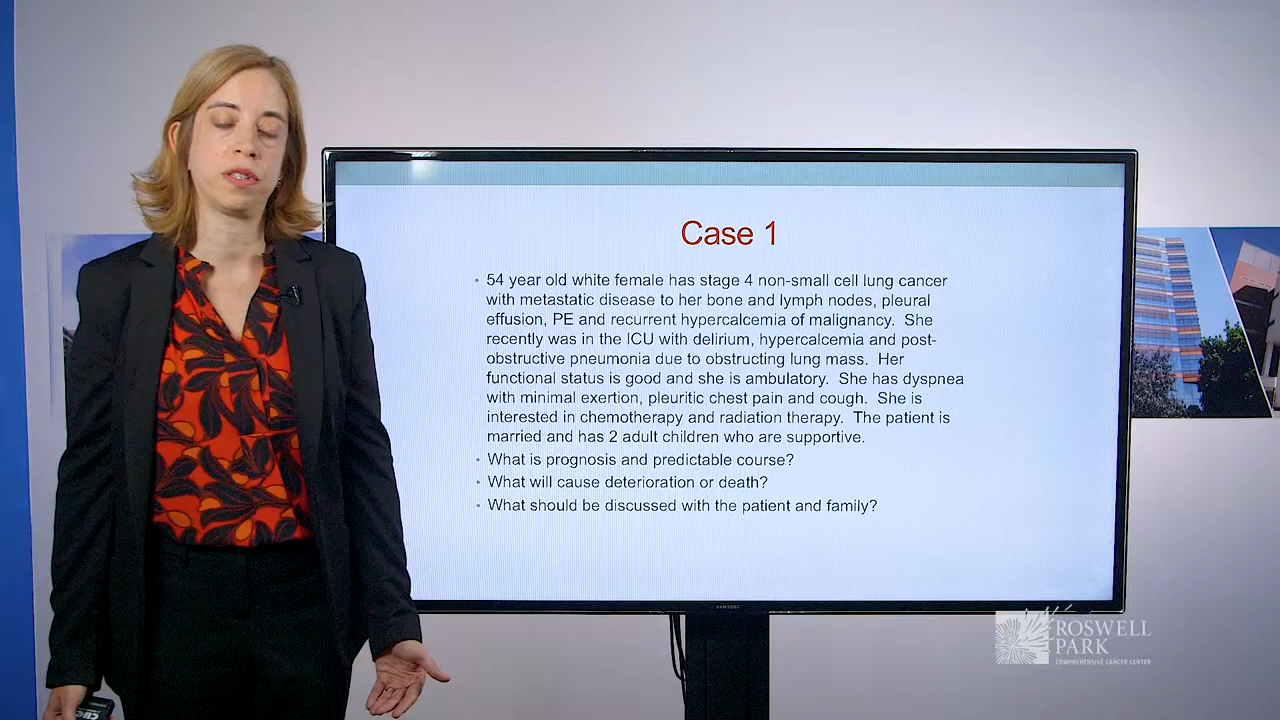 Case 1
54 year old white female has stage 4 non-small cell lung cancer
with metastatic disease to her bone and lymph nodes, pleural
effusion, PE and recurrent hypercalcemia of malignancy. She
recently was in the ICU with delirium, hypercalcemia and post-
obstructive pneumonia due to obstructing lung mass. Her
functional status is good and she is ambulatory. She has dyspnea
with minimal exertion, pleuritic chest pain and cough. She is
interested in chemotherapy and radiation therapy. The patient is
married and has 2 adult children who are supportive.
• What is prognosis and predictable course?
• What will cause deterioration or death?
• What should be discussed with the patient and family?
SAMSUNG
ROSWELL
PARK
COMPREHENSIVE CANCER CENTER